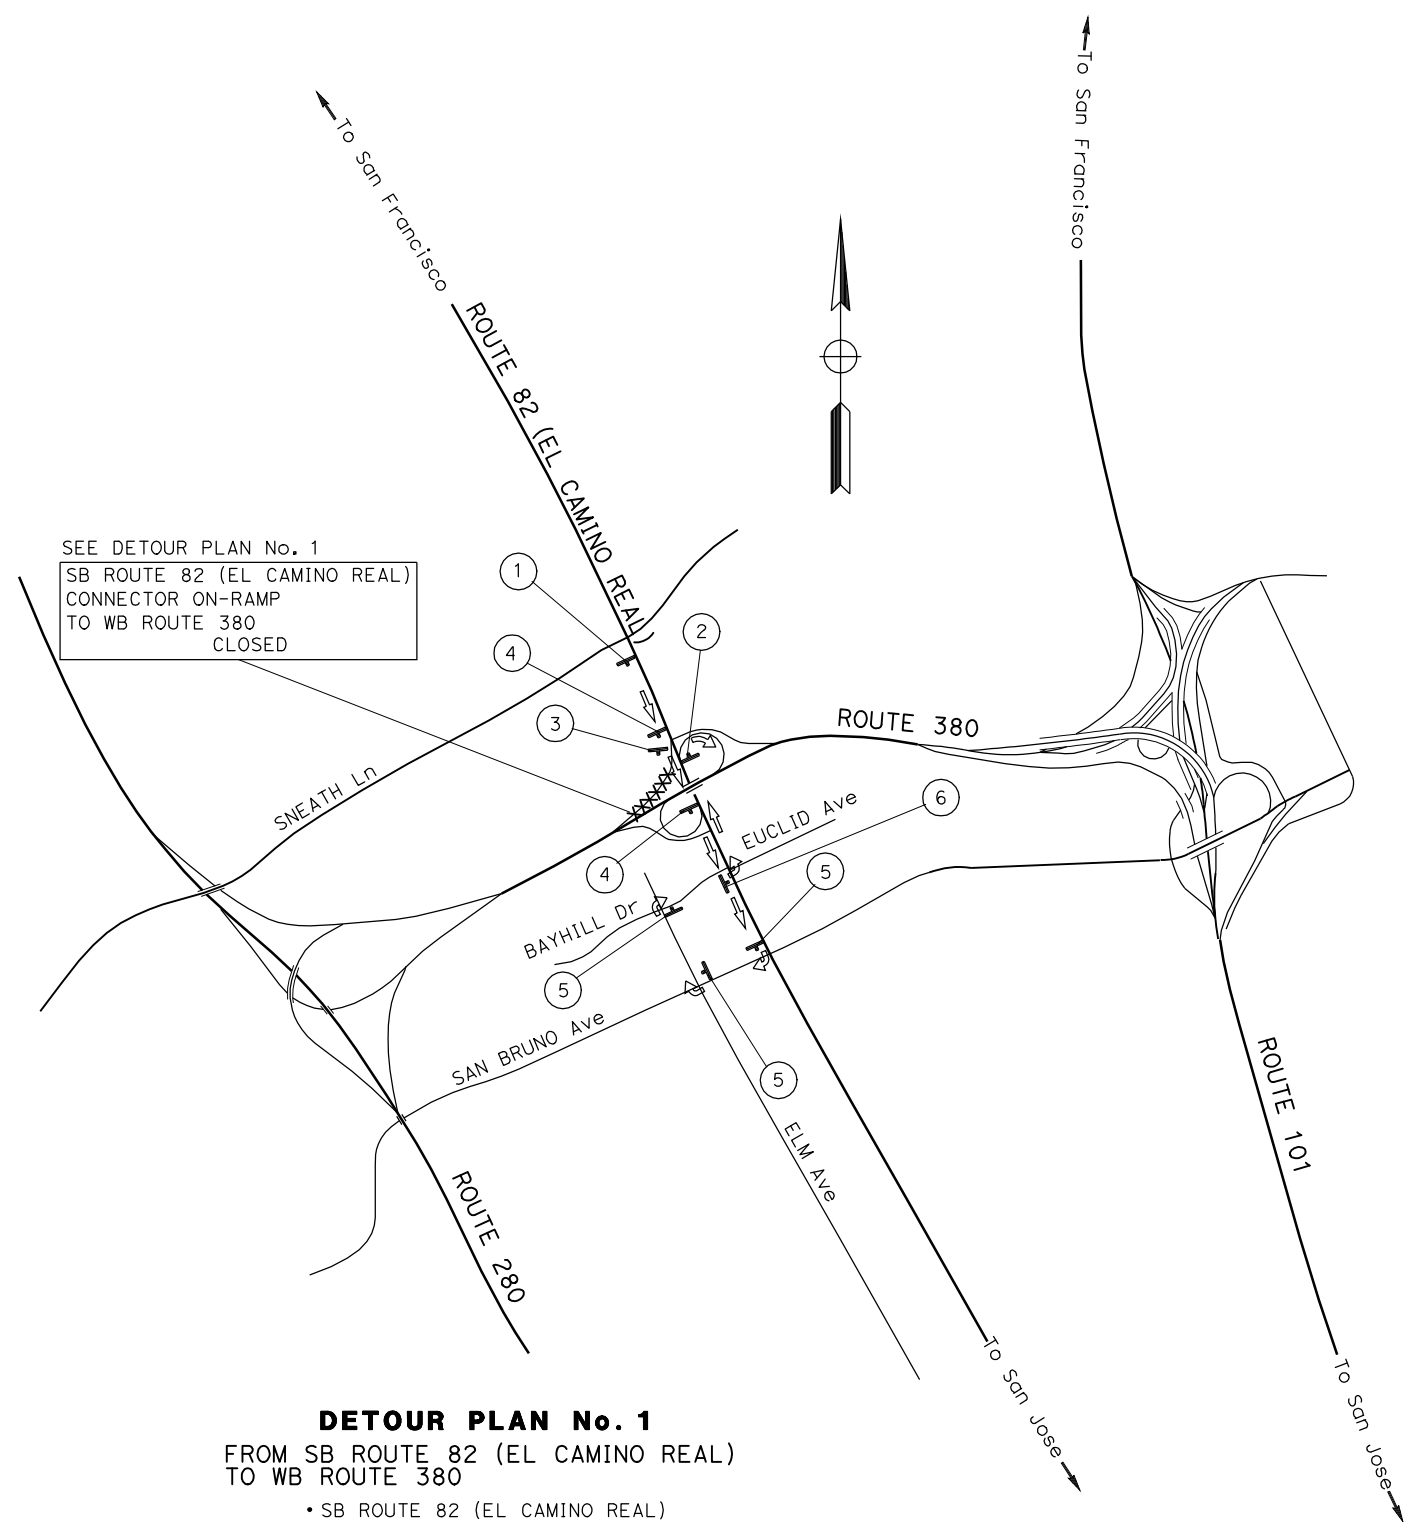 To San Francisco
To San Francisco
ROUTE 82 (EL CAMINO REAL)
SEE DETOUR PLAN No. 1
SB ROUTE 82 (EL CAMINO REAL)
CONNECTOR ON-RAMP
TO WB ROUTE 380
CLOSED
1
2
4
3
ROUTE 380
SNEATH Ln
6
EUCLID Ave
4
5
BAYHILL Dr
5
SAN BRUNO Ave
5
ELM Ave
ROUTE 101
ROUTE 280
To San Jose
To San Jose
DETOUR PLAN No. 1
FROM SB ROUTE 82 (EL CAMINO REAL)
TO WB ROUTE 380
• SB ROUTE 82 (EL CAMINO REAL)